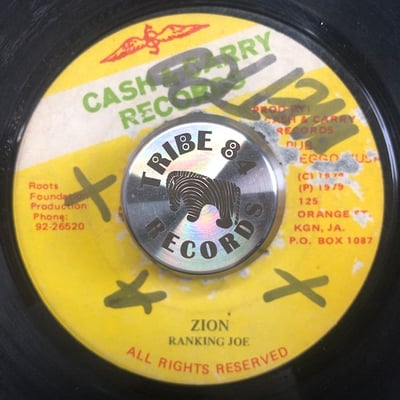 CASH & CARRY
RECORDS
PROD BY:
CASH & CARRY
RECORDS
PUB.
(C) 1979
(P) 1979
125
ORANGE ST.
KGN, JA.
P.O. BOX 1087
Roots
Production
Phone:
92-26520
TRIBE 84
RECORDS
ZION
RANKING JOE
ALL RIGHTS RESERVED